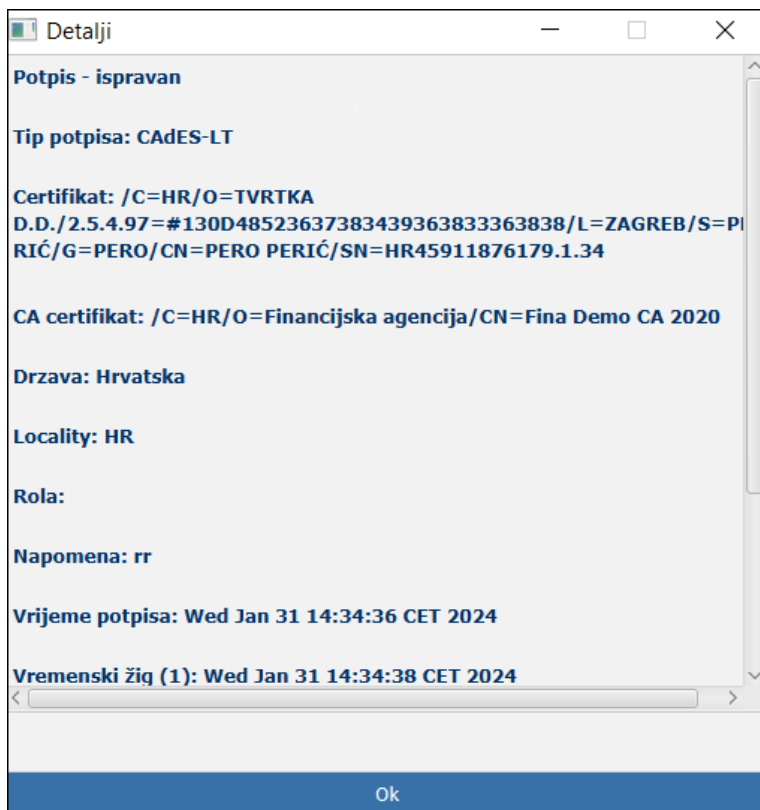 Detalji
Potpis - ispravan
Tip potpisa: CAdES-LT
Certifikat: /C=HR/O=TVRTKA
D.D./2.5.4.97=#130D48523637383439363833363838/L=ZAGREB/S=PE
RIĆ/G=PERO/CN=PERO PERIĆ/SN=HR45911876179.1.34
CA certifikat: /C=HR/O=Financijska agencija/CN=Fina Demo CA 2020
Drzava: Hrvatska
Locality: HR
Rola:
Napomena: rr
Vrijeme potpisa: Wed Jan 31 14:34:36 CET 2024
Vremenski žig (1): Wed Jan 31 14:34:38 CET 2024
Ok